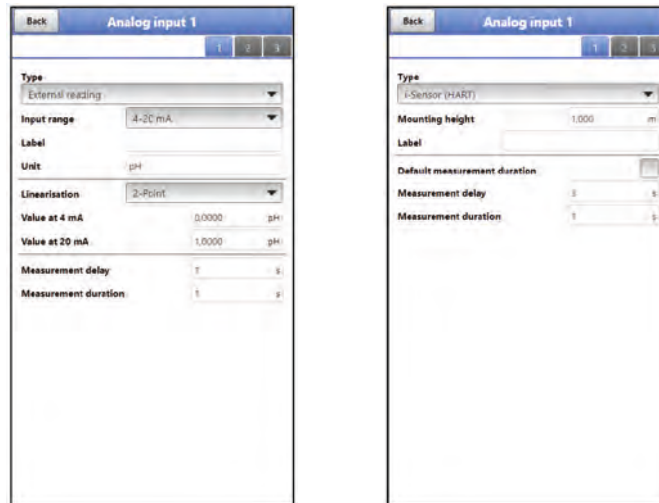 Back Analog input 1
1 2 3
Type
External reading
Input range 4-20 mA
Label
Unit pH
Linearisation 2-Point
Value at 4 mA 0,0000 pH
Value at 20 mA 1,0000 pH
Measurement delay 1 s
Measurement duration 1 s
Back Analog input 1
1 2 3
Type
i-Sensor (HART)
Mounting height 1,000 m
Label
Default measurement duration
Measurement delay 3 s
Measurement duration 1 s